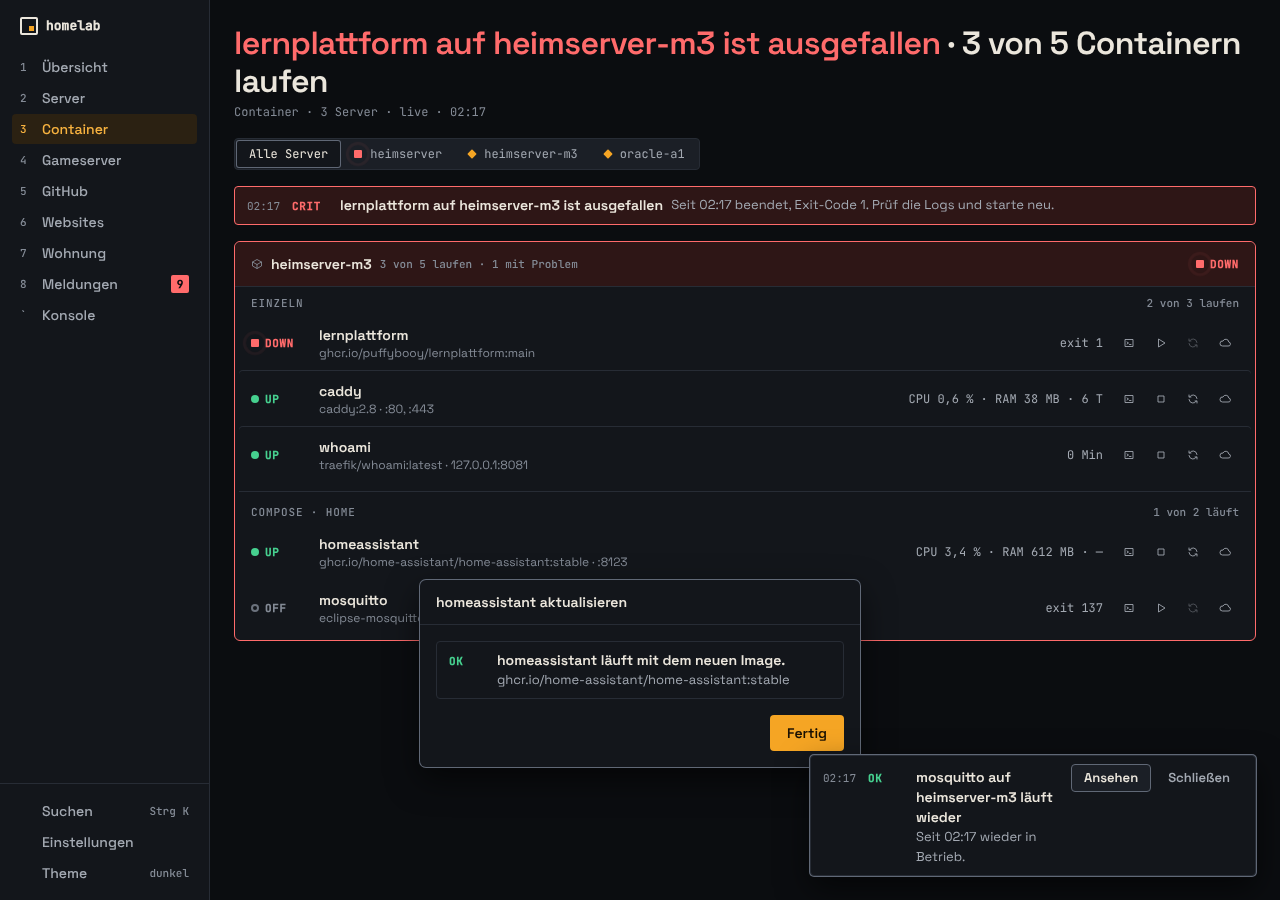 homelab
1 Übersicht
2 Server
3 Container
4 Gameserver
5 GitHub
6 Websites
7 Wohnung
8 Meldungen 9
` Konsole
Suchen Strg K
Einstellungen
Theme dunkel
lernplattform auf heimserver-m3 ist ausgefallen · 3 von 5 Containern
laufen
Container · 3 Server · live · 02:17
Alle Server heimserver heimserver-m3 oracle-a1
02:17 CRIT lernplattform auf heimserver-m3 ist ausgefallen Seit 02:17 beendet, Exit-Code 1. Prüf die Logs und starte neu.
heimserver-m3 3 von 5 laufen · 1 mit Problem DOWN
EINZELN 2 von 3 laufen
DOWN lernplattform exit 1
ghcr.io/puffybooy/lernplattform:main
UP caddy CPU 0,6 % · RAM 38 MB · 6 T
caddy:2.8 · :80, :443
UP whoami 0 Min
traefik/whoami:latest · 127.0.0.1:8081
COMPOSE · HOME 1 von 2 läuft
UP homeassistant CPU 3,4 % · RAM 612 MB · —
ghcr.io/home-assistant/home-assistant:stable · :8123
OFF mosquitto exit 137
eclipse-mosquitt
homeassistant aktualisieren
OK homeassistant läuft mit dem neuen Image.
ghcr.io/home-assistant/home-assistant:stable
Fertig
02:17 OK mosquitto auf
heimserver-m3 läuft
wieder
Seit 02:17 wieder in
Betrieb.
Ansehen Schließen